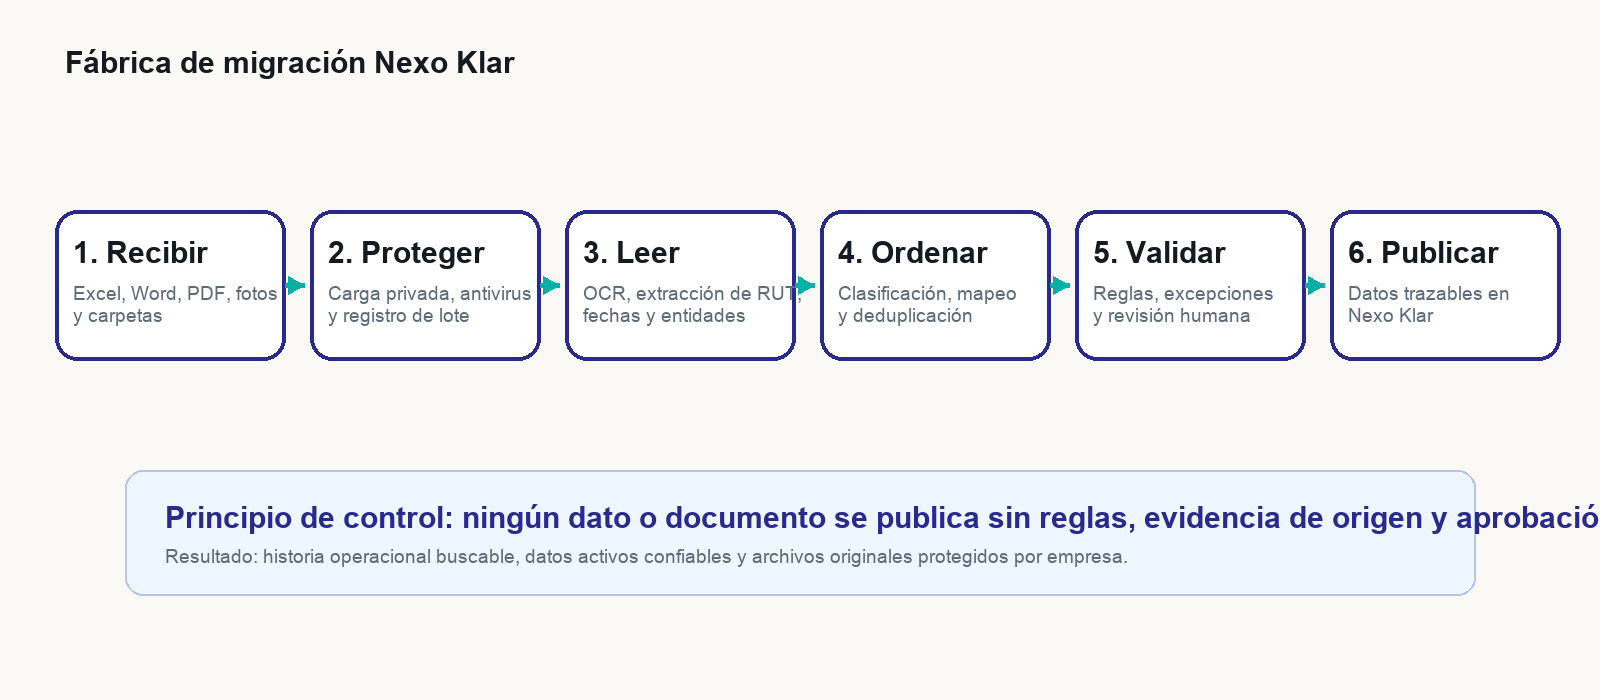 Fábrica de migración Nexo Klar
1. Recibir
Excel, Word, PDF, fotos
y carpetas
2. Proteger
Carga privada, antivirus
y registro de lote
3. Leer
OCR, extracción de RUT,
fechas y entidades
4. Ordenar
Clasificación, mapeo
y deduplicación
5. Validar
Reglas, excepciones
y revisión humana
6. Publicar
Datos trazables en
Nexo Klar
Principio de control: ningún dato o documento se publica sin reglas, evidencia de origen y aprobació
Resultado: historia operacional buscable, datos activos confiables y archivos originales protegidos por empresa.